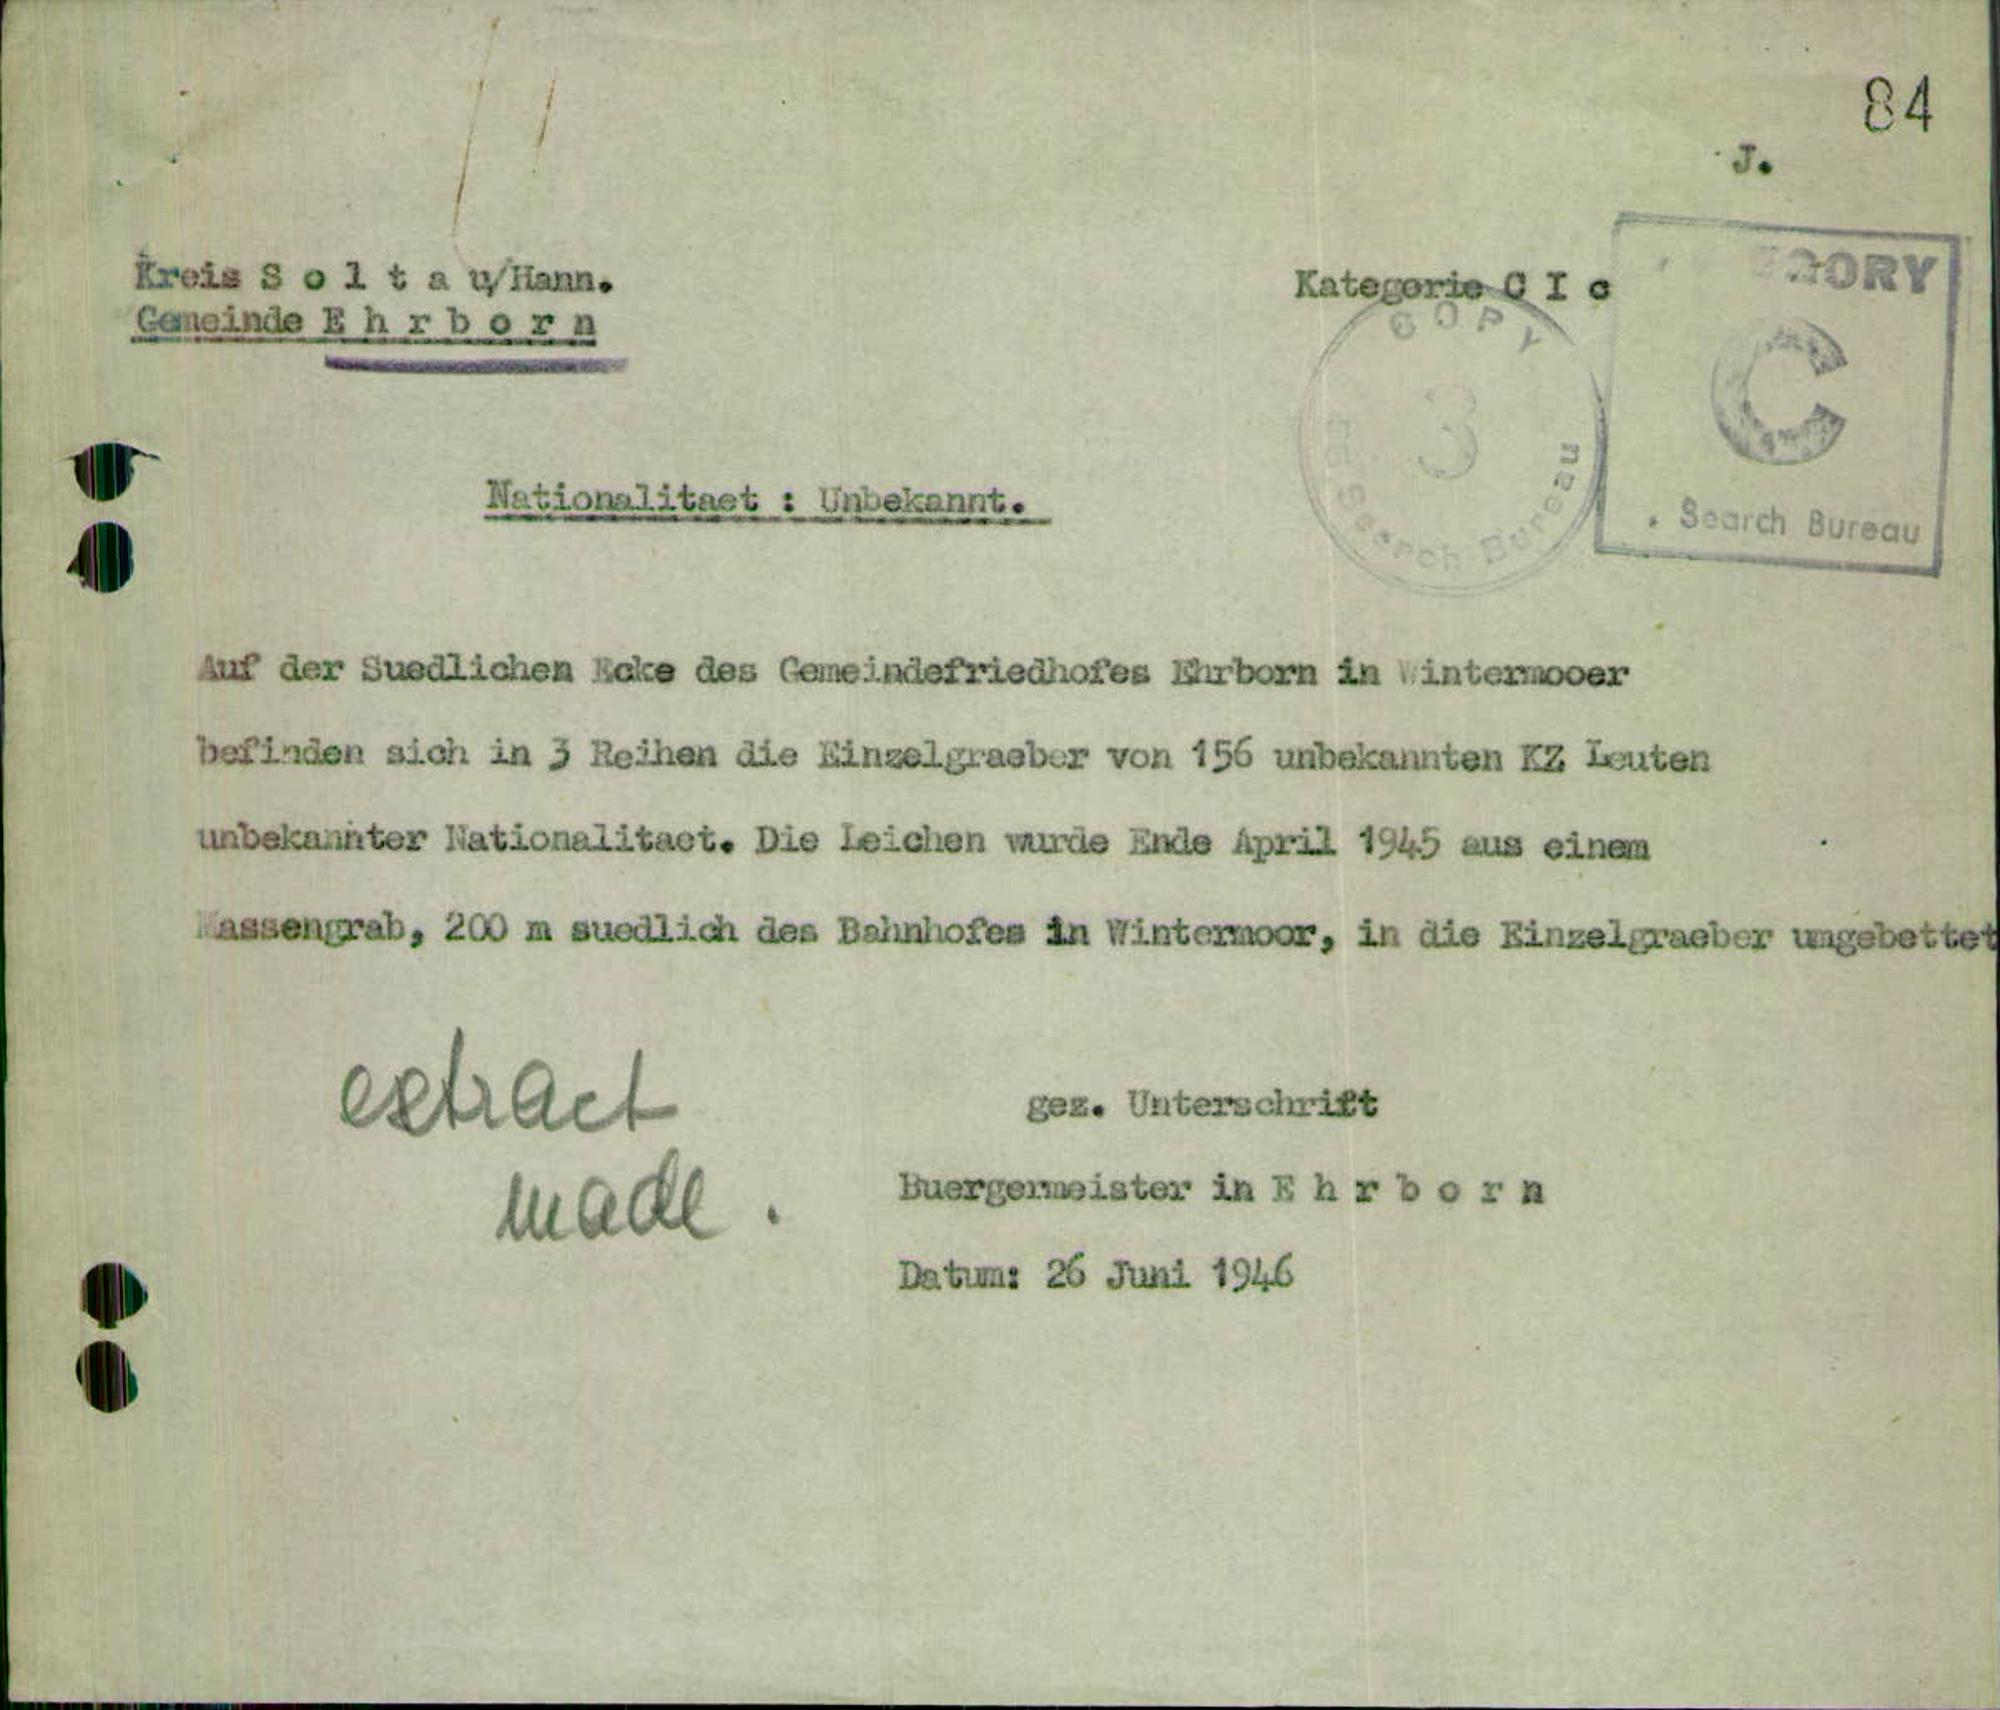 84
J.
Kreis S o l t a u/Hann.
Kategorie C I c
Gemeinde E h r b o r n
GORY
C
Search Bureau
COPY
3
Search Bureau
Nationalitaet : Unbekannt.
Auf der Suedlichen Ecke des Gemeindefriedhofes Ehrborn in Wintermooer
befinden sich in 3 Reihen die Einzelgraeber von 156 unbekannten KZ Leuten
unbekannter Nationalitaet. Die Leichen wurde Ende April 1945 aus einem
Massengrab, 200 m suedlich des Bahnhofes in Wintermoor, in die Einzelgraeber umgebettet
extract
made.
gez. Unterschrift
Buergermeister in E h r b o r n
Datum: 26 Juni 1946